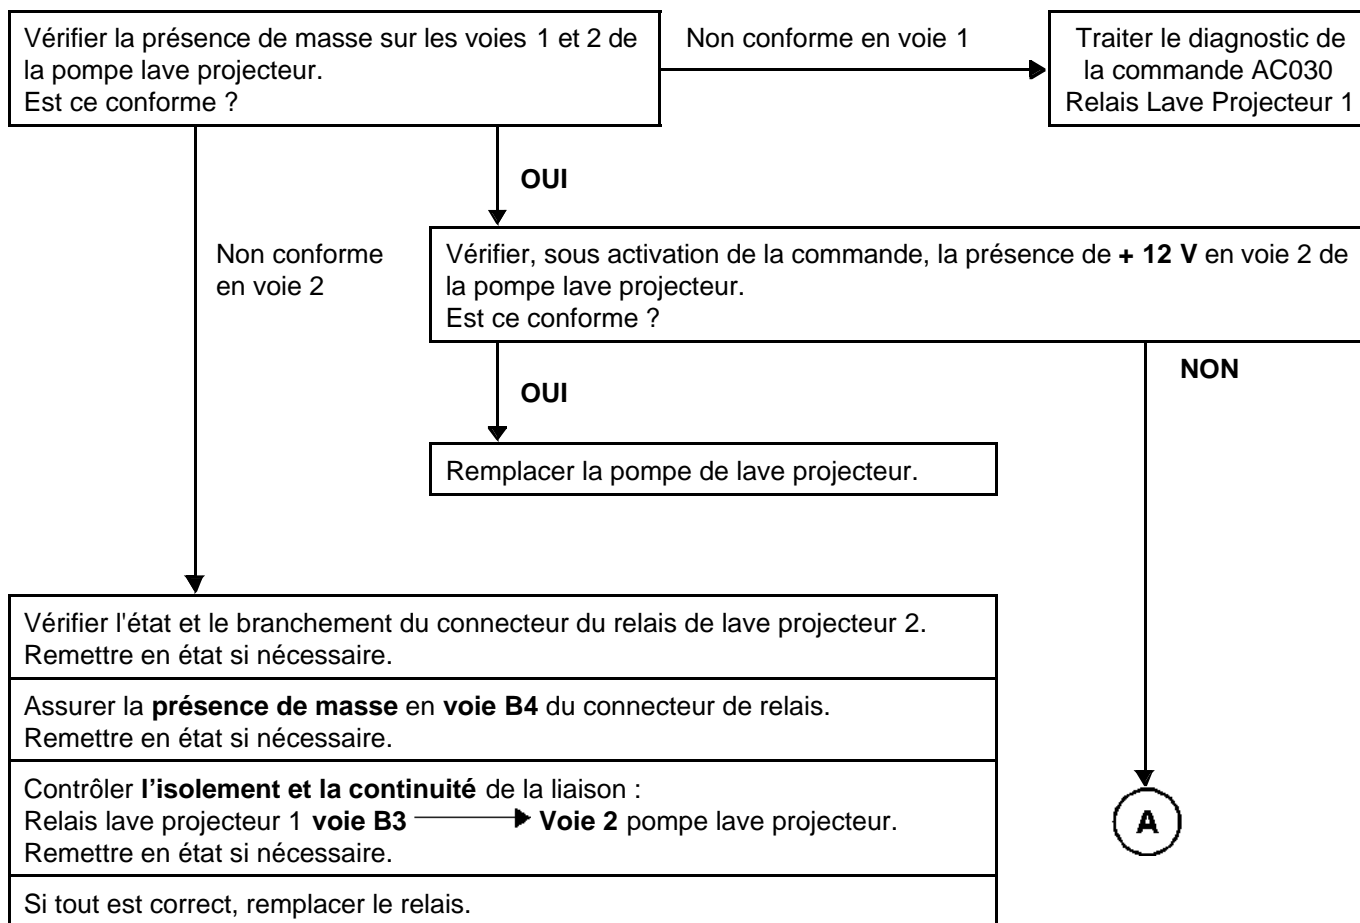 Vérifier la présence de masse sur les voies 1 et 2 de
la pompe lave projecteur.
Est ce conforme ?
Non conforme en voie 1
Traiter le diagnostic de
la commande AC030
Relais Lave Projecteur 1
OUI
Non conforme
en voie 2
Vérifier, sous activation de la commande, la présence de + 12 V en voie 2 de
la pompe lave projecteur.
Est ce conforme ?
NON
OUI
Remplacer la pompe de lave projecteur.
Vérifier l'état et le branchement du connecteur du relais de lave projecteur 2.
Remettre en état si nécessaire.
Assurer la présence de masse en voie B4 du connecteur de relais.
Remettre en état si nécessaire.
Contrôler l’isolement et la continuité de la liaison :
Relais lave projecteur 1 voie B3 Voie 2 pompe lave projecteur.
Remettre en état si nécessaire.
Si tout est correct, remplacer le relais.
A